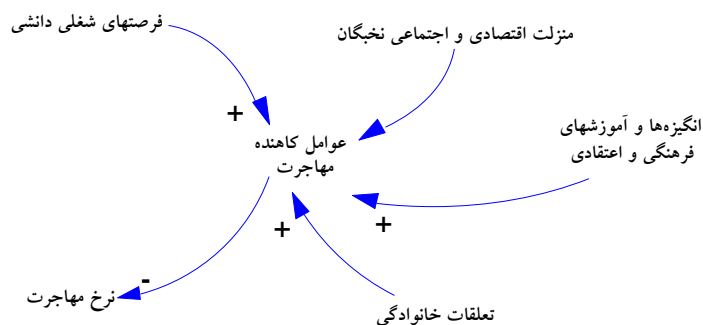 فرصتهای شغلی دانشی
منزلت اقتصادی و اجتماعی نخبگان
+
انگیزه‌ها و آموزشهای
فرهنگی و اعتقادی
عوامل کاهنده
مهاجرت
+
+
-
نرخ مهاجرت
تعلقات خانوادگی